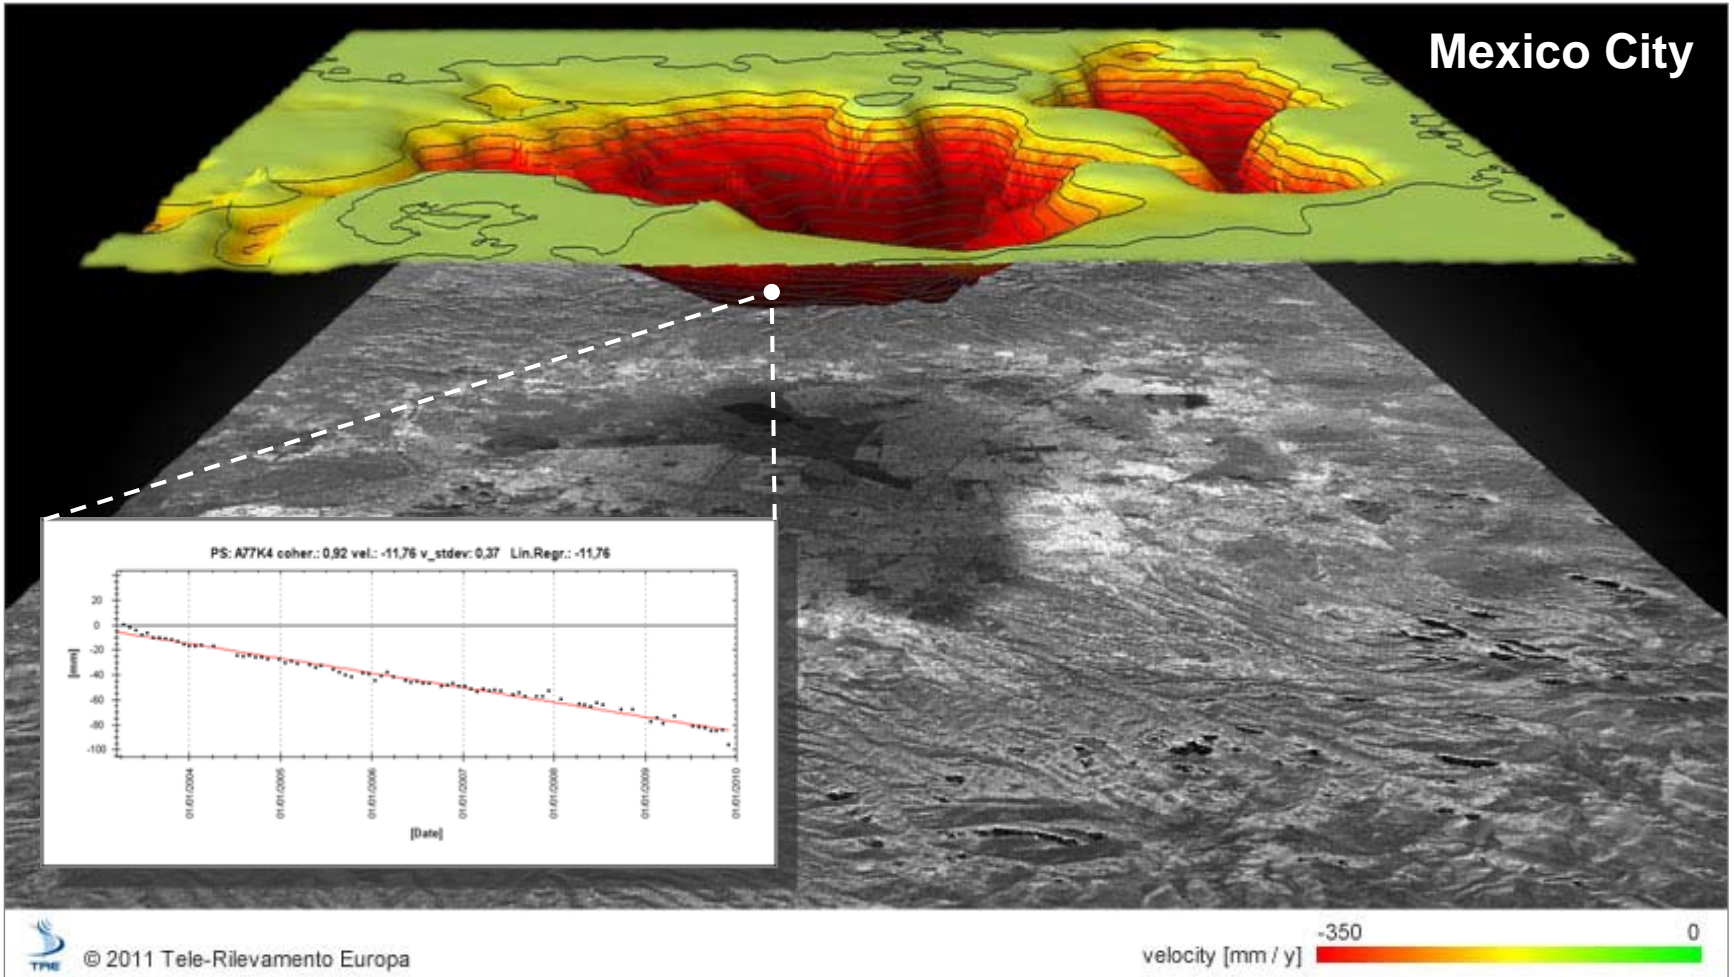 Mexico City
PS: A77K4 coher.: 0,92 vel.: -11,76 v_stdev: 0,37 Lin.Regr.: -11,76
20
0
-20
-40
-60
-80
-100
[mm]
01/01/2004
01/01/2005
01/01/2006
01/01/2007
01/01/2008
01/01/2009
01/01/2010
[Date]
TRE
© 2011 Tele-Rilevamento Europa
-350
0
velocity [mm / y]